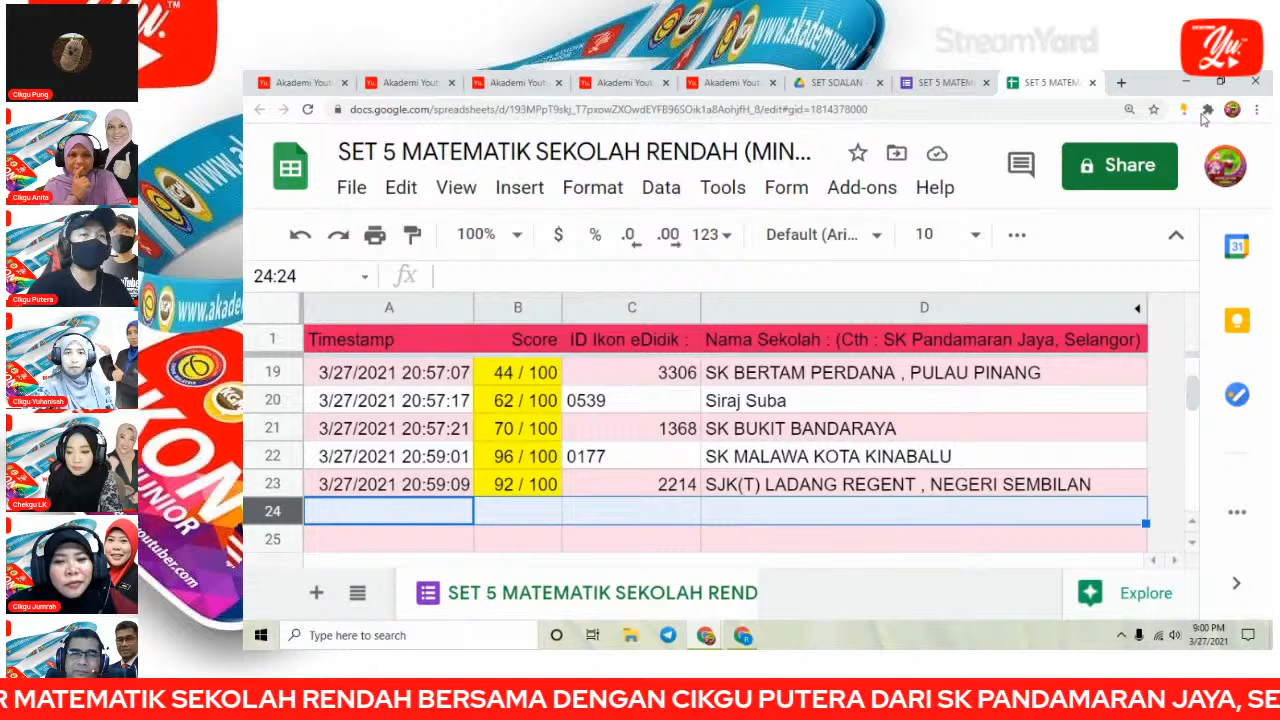 StreamYard
Yu.
TM
Cikgu Pung
Cikgu Anita
Cikgu Putera
Cikgu Yuhanisah
Chekgu LK
Cikgu Jumrah
Akademi Yout
Akademi Yout
Akademi Yout
Akademi Yout
Akademi Yout
SET SOALAN -
SET 5 MATEM
SET 5 MATEM
docs.google.com/spreadsheets/d/193MPpT9skj_T7pxowZXOwdEYFB96SOik1a8AohjfH_8/edit#gid=1814378000
SET 5 MATEMATIK SEKOLAH RENDAH (MIN...
Share
File Edit View Insert Format Data Tools Form Add-ons Help
100% $ % .0 .00 123 Default (Ari... 10
24:24 fx
A B C D
1 Timestamp Score ID Ikon eDidik : Nama Sekolah : (Cth : SK Pandamaran Jaya, Selangor)
19 3/27/2021 20:57:07 44 / 100 3306 SK BERTAM PERDANA , PULAU PINANG
20 3/27/2021 20:57:17 62 / 100 0539 Siraj Suba
21 3/27/2021 20:57:21 70 / 100 1368 SK BUKIT BANDARAYA
22 3/27/2021 20:59:01 96 / 100 0177 SK MALAWA KOTA KINABALU
23 3/27/2021 20:59:09 92 / 100 2214 SJK(T) LADANG REGENT , NEGERI SEMBILAN
24
25
SET 5 MATEMATIK SEKOLAH REND
Explore
31
Type here to search
9:00 PM
3/27/2021
R MATEMATIK SEKOLAH RENDAH BERSAMA DENGAN CIKGU PUTERA DARI SK PANDAMARAN JAYA, SE